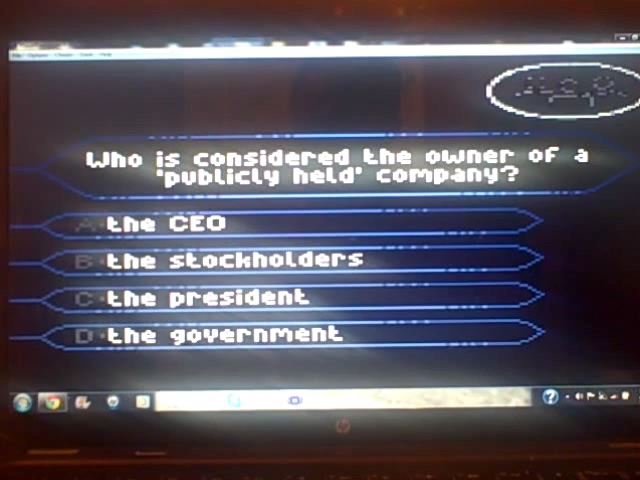 Who is considered the owner of a
'publicly held' company?
A the CEO
B the stockholders
C the president
D the government